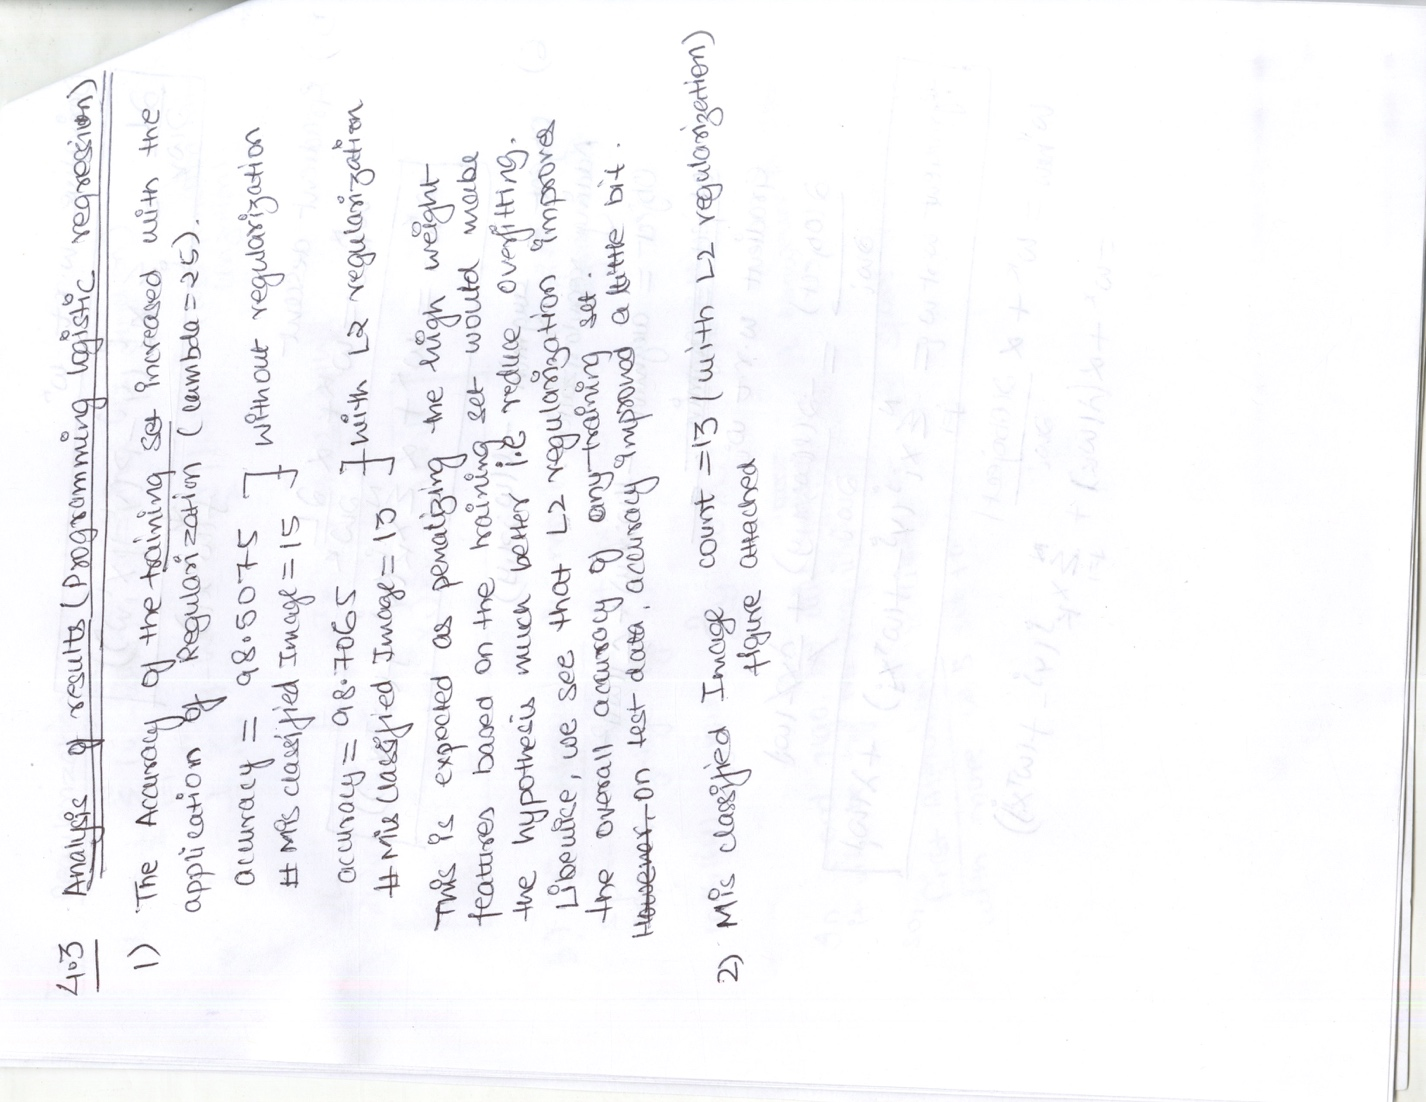 4.3 Analysis of results (Programming logistic regression)
1) The Accuracy of the training set increased with the
application of Regularization (lambda = 25).
accuracy = 98.5075 ] without regularization
# Mis classified Image = 15
accuracy = 98.7065 ] with L2 regularization
# Mis classified Image = 13
This is expected as penalizing the high weight
features based on the training set would make
the hypothesis much better i.e reduce overfitting.
Likewise, we see that L2 regularization improves
the overall accuracy of any training set.
However, on test data, accuracy improved a little bit.
2) Mis classified Image count = 13 (with L2 regularization)
figure attached